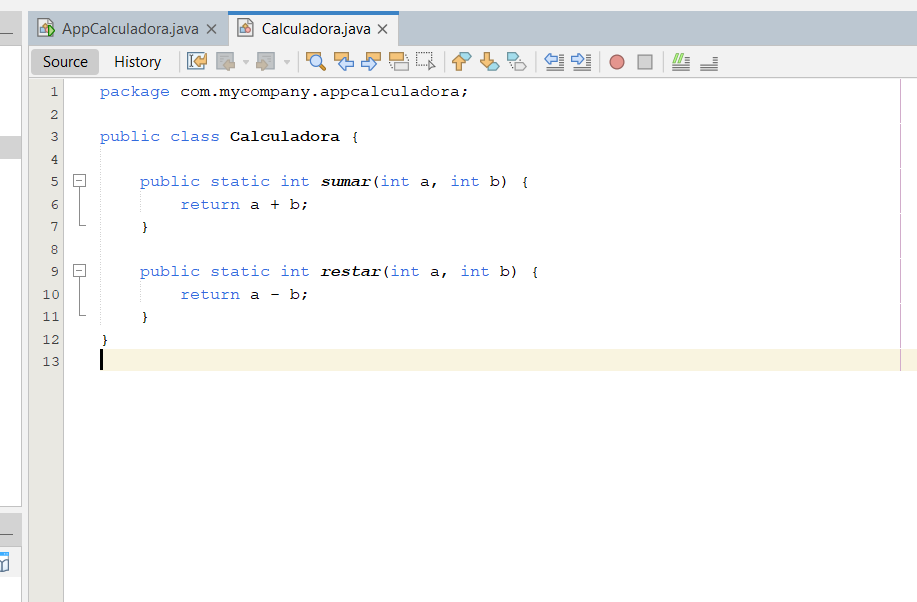 AppCalculadora.java
Calculadora.java
Source History
1 package com.mycompany.appcalculadora;
2
3 public class Calculadora {
4
5 public static int sumar(int a, int b) {
6 return a + b;
7 }
8
9 public static int restar(int a, int b) {
10 return a - b;
11 }
12 }
13